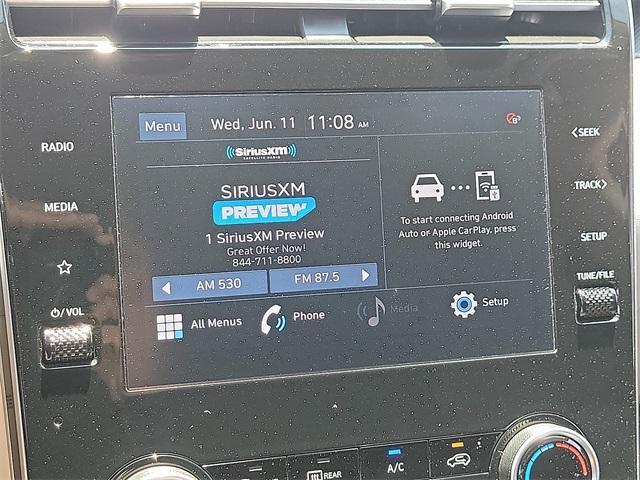 Menu Wed, Jun. 11 11:08 AM
SiriusXM
SATELLITE RADIO
SIRIUSXM
PREVIEW
1 SiriusXM Preview
Great Offer Now!
844-711-8800
AM 530 FM 87.5
To start connecting Android
Auto or Apple CarPlay, press
this widget.
All Menus Phone Media Setup
RADIO
MEDIA
VOL
SEEK
TRACK
SETUP
TUNE/FILE
REAR
A/C